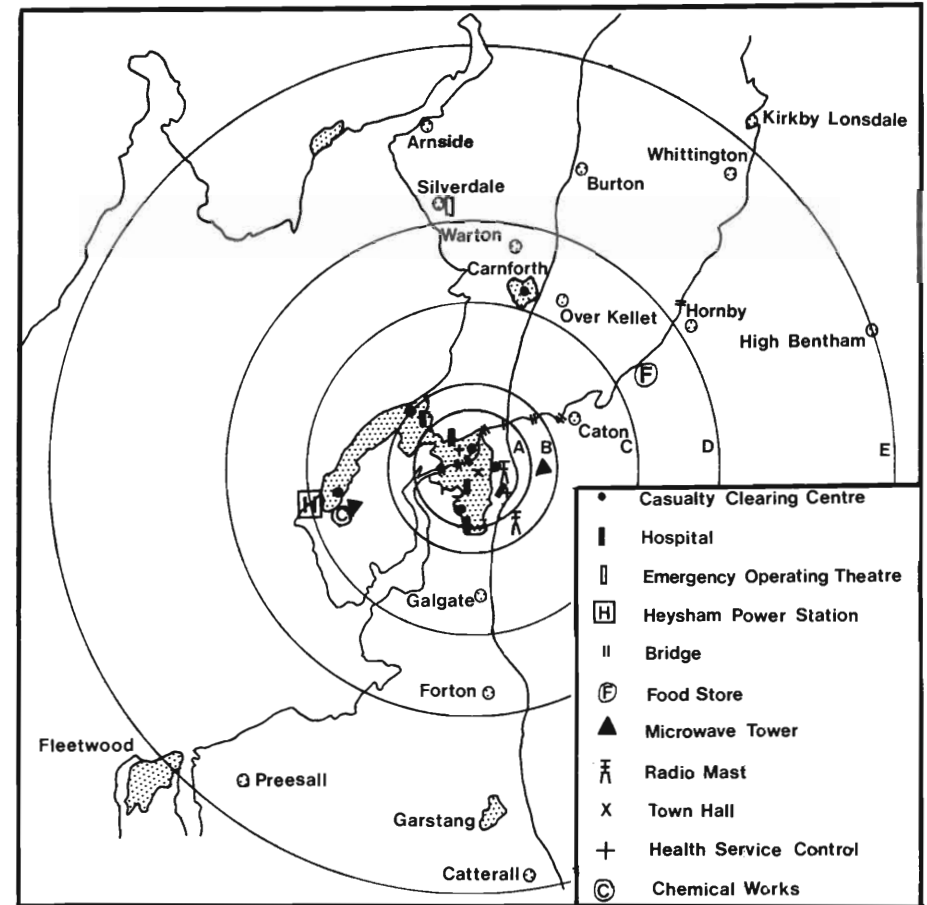 Kirkby Lonsdale
Arnside
Whittington
Burton
Silverdale
Warton
Carnforth
Over Kellet
Hornby
High Bentham
F
Caton
A
B
C
D
E
H
C
Galgate
Forton
Fleetwood
Preesall
Garstang
Catterall
Casualty Clearing Centre
Hospital
Emergency Operating Theatre
H Heysham Power Station
Bridge
F Food Store
Microwave Tower
Radio Mast
x Town Hall
+ Health Service Control
C Chemical Works